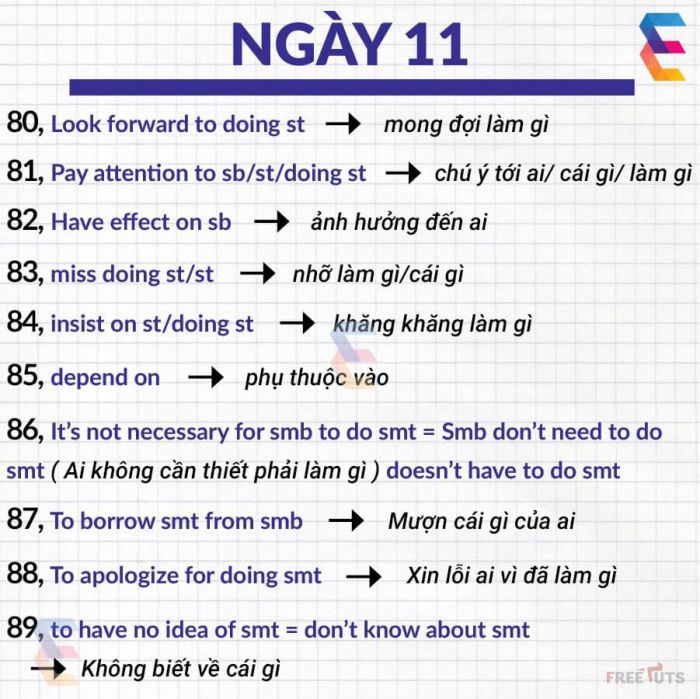 NGÀY 11
80, Look forward to doing st → mong đợi làm gì
81, Pay attention to sb/st/doing st → chú ý tới ai/ cái gì/ làm gì
82, Have effect on sb → ảnh hưởng đến ai
83, miss doing st/st → nhỡ làm gì/cái gì
84, insist on st/doing st → khăng khăng làm gì
85, depend on → phụ thuộc vào
86, It's not necessary for smb to do smt = Smb don't need to do
smt ( Ai không cần thiết phải làm gì ) doesn't have to do smt
87, To borrow smt from smb → Mượn cái gì của ai
88, To apologize for doing smt → Xin lỗi ai vì đã làm gì
89, to have no idea of smt = don't know about smt
→ Không biết về cái gì
FREETUTS